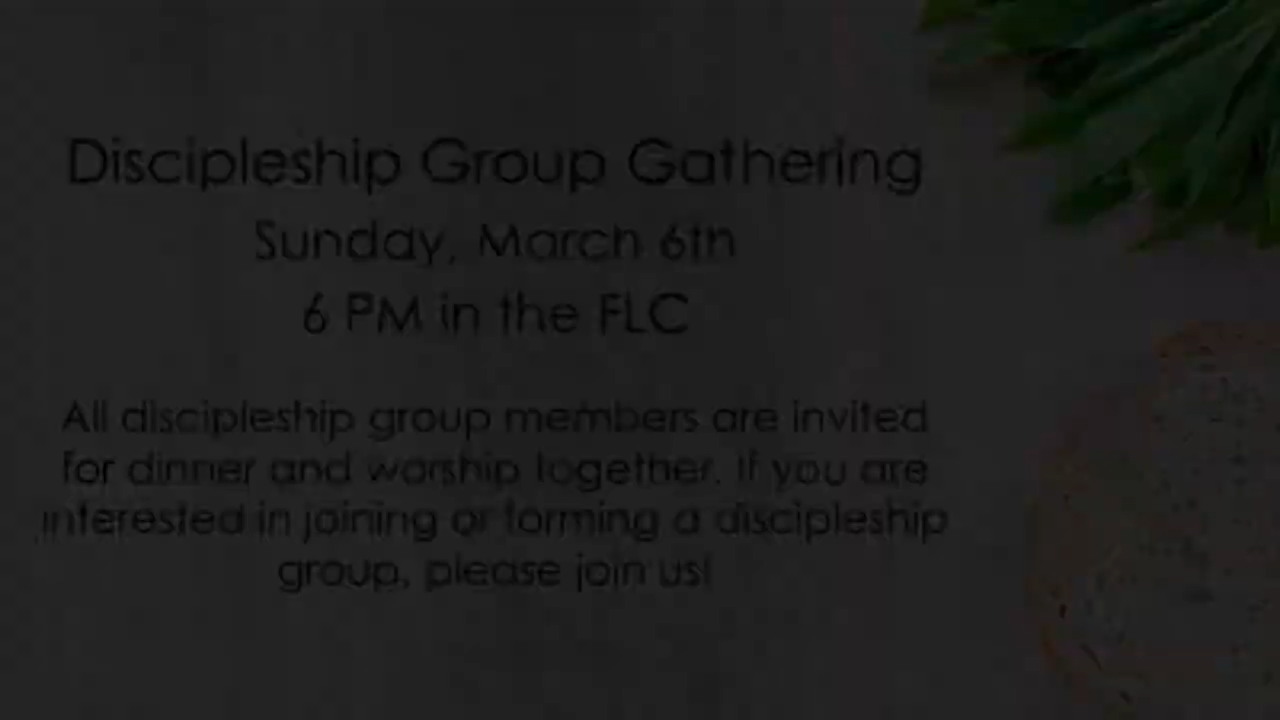 Discipleship Group Gathering
Sunday, March 6th
6 PM in the FLC
All discipleship group members are invited
for dinner and worship together. If you are
interested in joining or forming a discipleship
group, please join us!